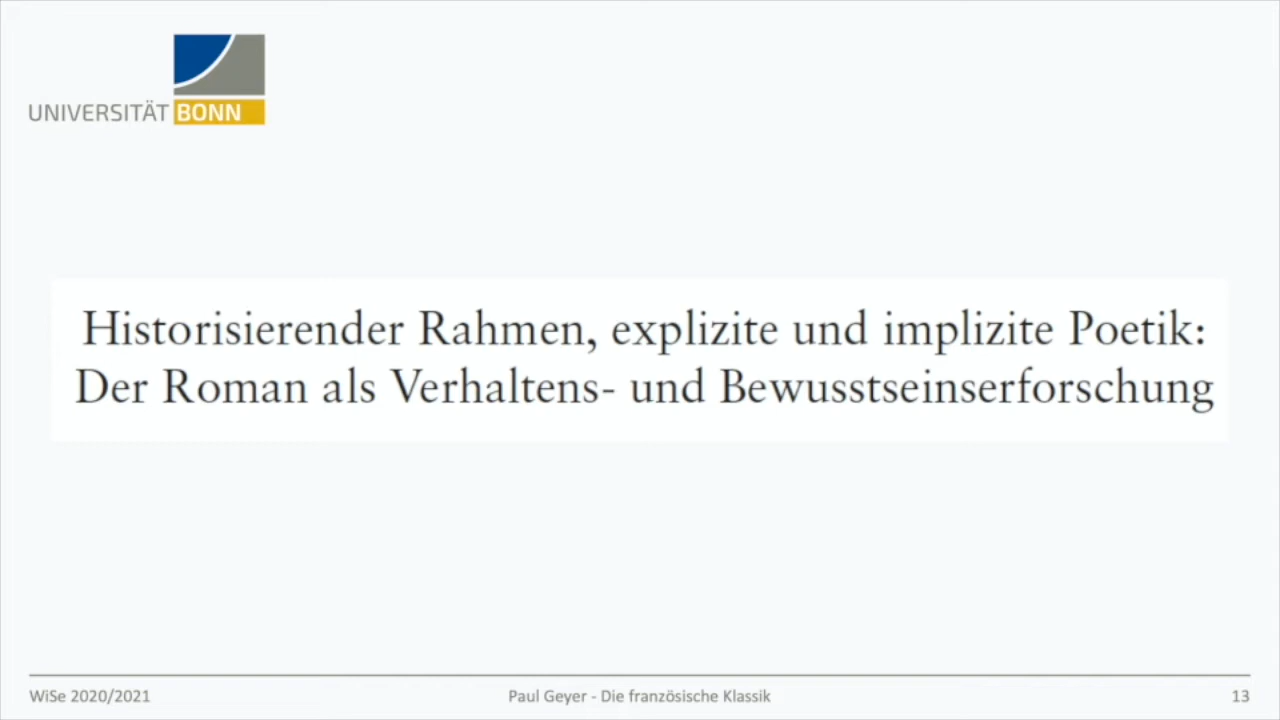 UNIVERSITÄT BONN
Historisierender Rahmen, explizite und implizite Poetik:
Der Roman als Verhaltens- und Bewusstseinserforschung
WiSe 2020/2021
Paul Geyer - Die französische Klassik
13